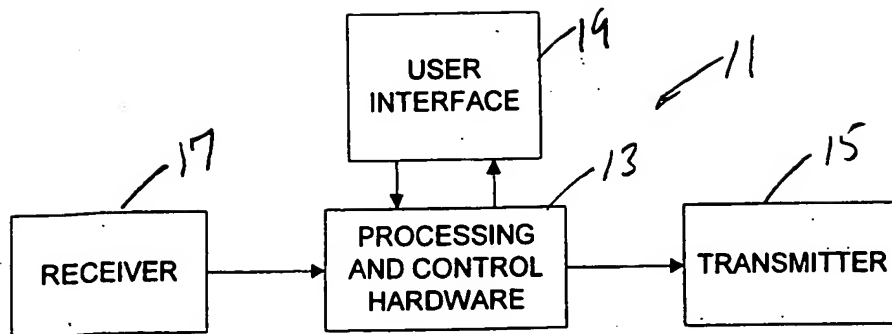 19
USER
INTERFACE
11
17
13
15
RECEIVER
PROCESSING
AND CONTROL
HARDWARE
TRANSMITTER